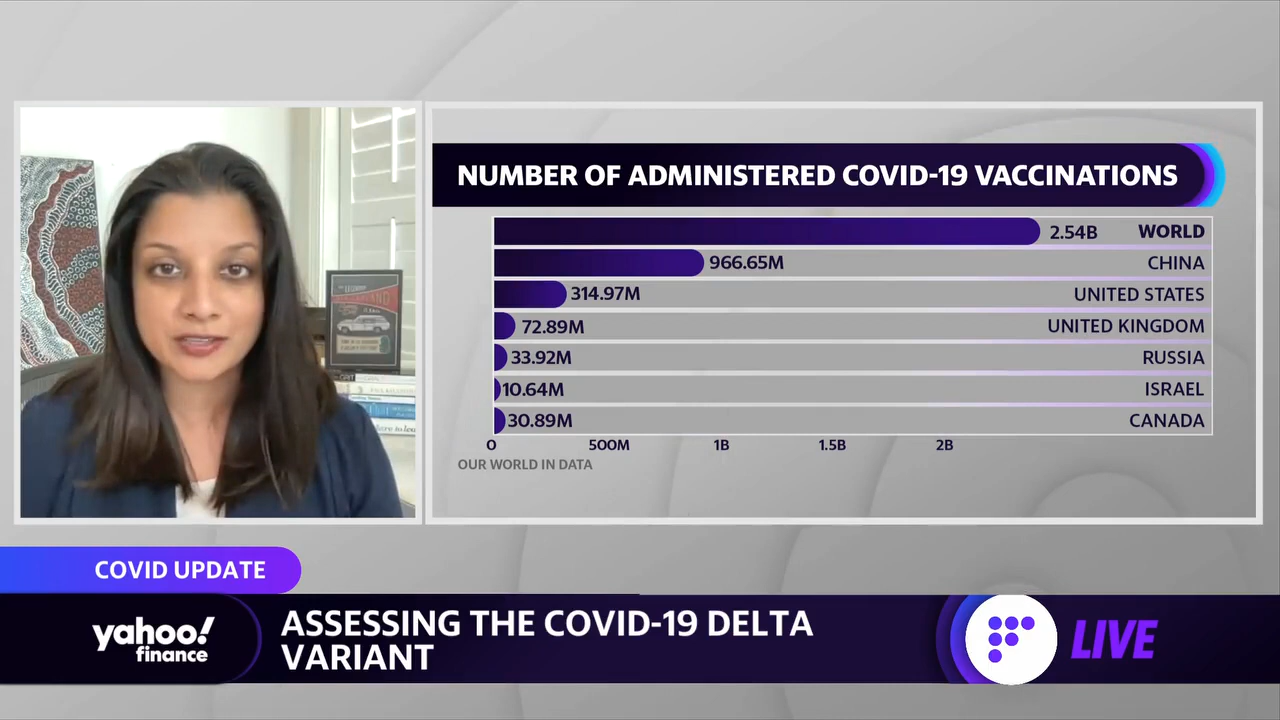 NUMBER OF ADMINISTERED COVID-19 VACCINATIONS
2.54B WORLD
966.65M CHINA
314.97M UNITED STATES
72.89M UNITED KINGDOM
33.92M RUSSIA
10.64M ISRAEL
30.89M CANADA
0 500M 1B 1.5B 2B
OUR WORLD IN DATA
COVID UPDATE
yahoo!
finance
ASSESSING THE COVID-19 DELTA
VARIANT
LIVE